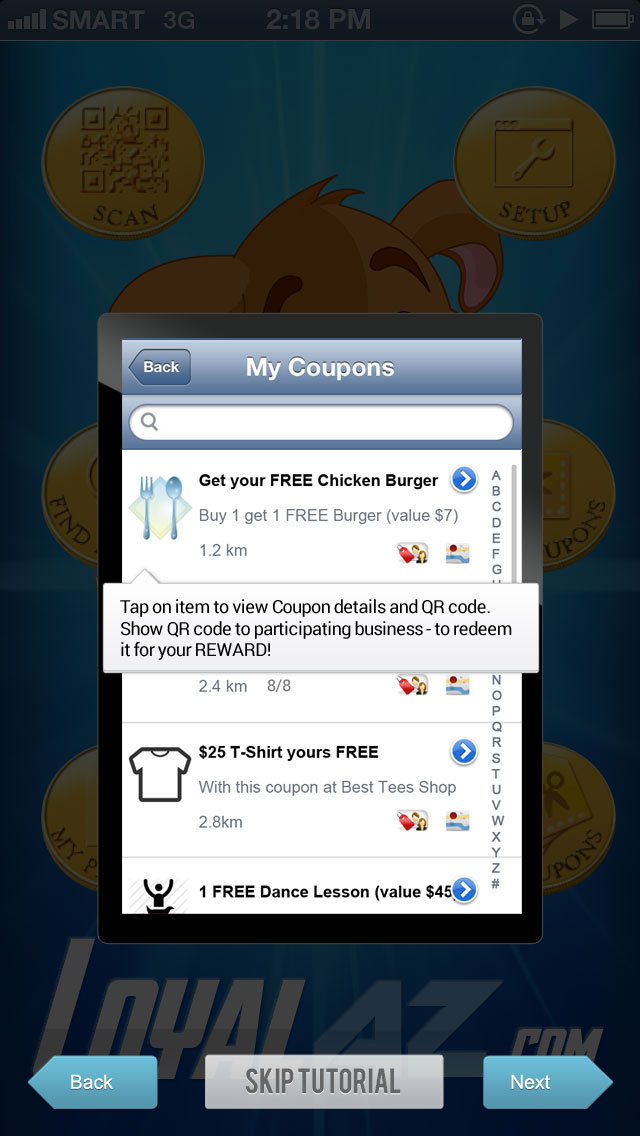 SMART 3G 2:18 PM
SCAN
SETUP
Back
My Coupons
Get your FREE Chicken Burger
Buy 1 get 1 FREE Burger (value $7)
1.2 km
A
B
C
D
E
F
G
FIND
UPONS
Tap on item to view Coupon details and QR code.
Show QR code to participating business - to redeem
it for your REWARD!
2.4 km 8/8
$25 T-Shirt yours FREE
With this coupon at Best Tees Shop
2.8km
1 FREE Dance Lesson (value $45
N
O
P
Q
R
S
T
U
V
W
X
Y
Z
#
MY P
OUPONS
LOYALAZ.COM
Back
SKIP TUTORIAL
Next